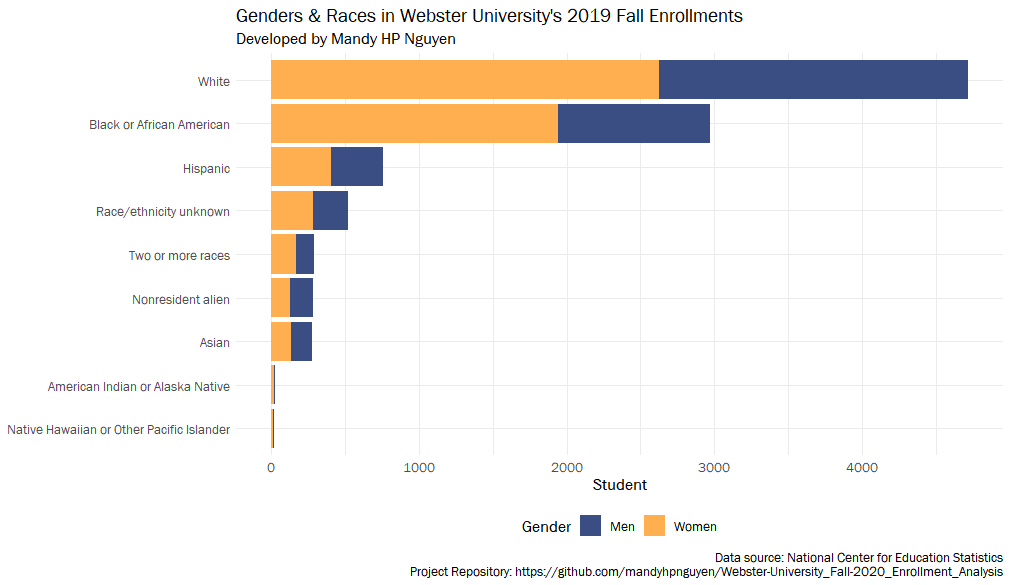 Genders & Races in Webster University's 2019 Fall Enrollments
Developed by Mandy HP Nguyen
White
Black or African American
Hispanic
Race/ethnicity unknown
Two or more races
Nonresident alien
Asian
American Indian or Alaska Native
Native Hawaiian or Other Pacific Islander
0 1000 2000 3000 4000
Student
Gender Men Women
Data source: National Center for Education Statistics
Project Repository: https://github.com/mandyhpnguyen/Webster-University_Fall-2020_Enrollment_Analysis